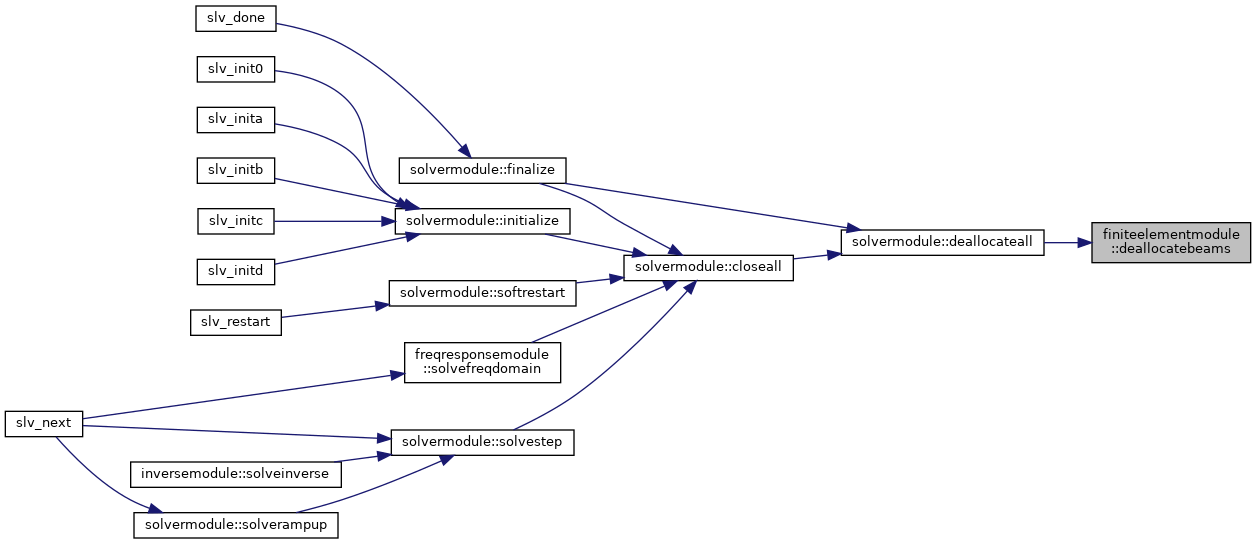 slv_done
slv_init0
slv_inita
slv_initb
slv_initc
slv_initd
slv_restart
slv_next
inversemodule::solveinverse
solvermodule::solverampup
solvermodule::finalize
solvermodule::initialize
solvermodule::softrestart
freqresponsemodule
::solvefreqdomain
solvermodule::solvestep
solvermodule::closeall
solvermodule::deallocateall
finiteelementmodule
::deallocatebeams